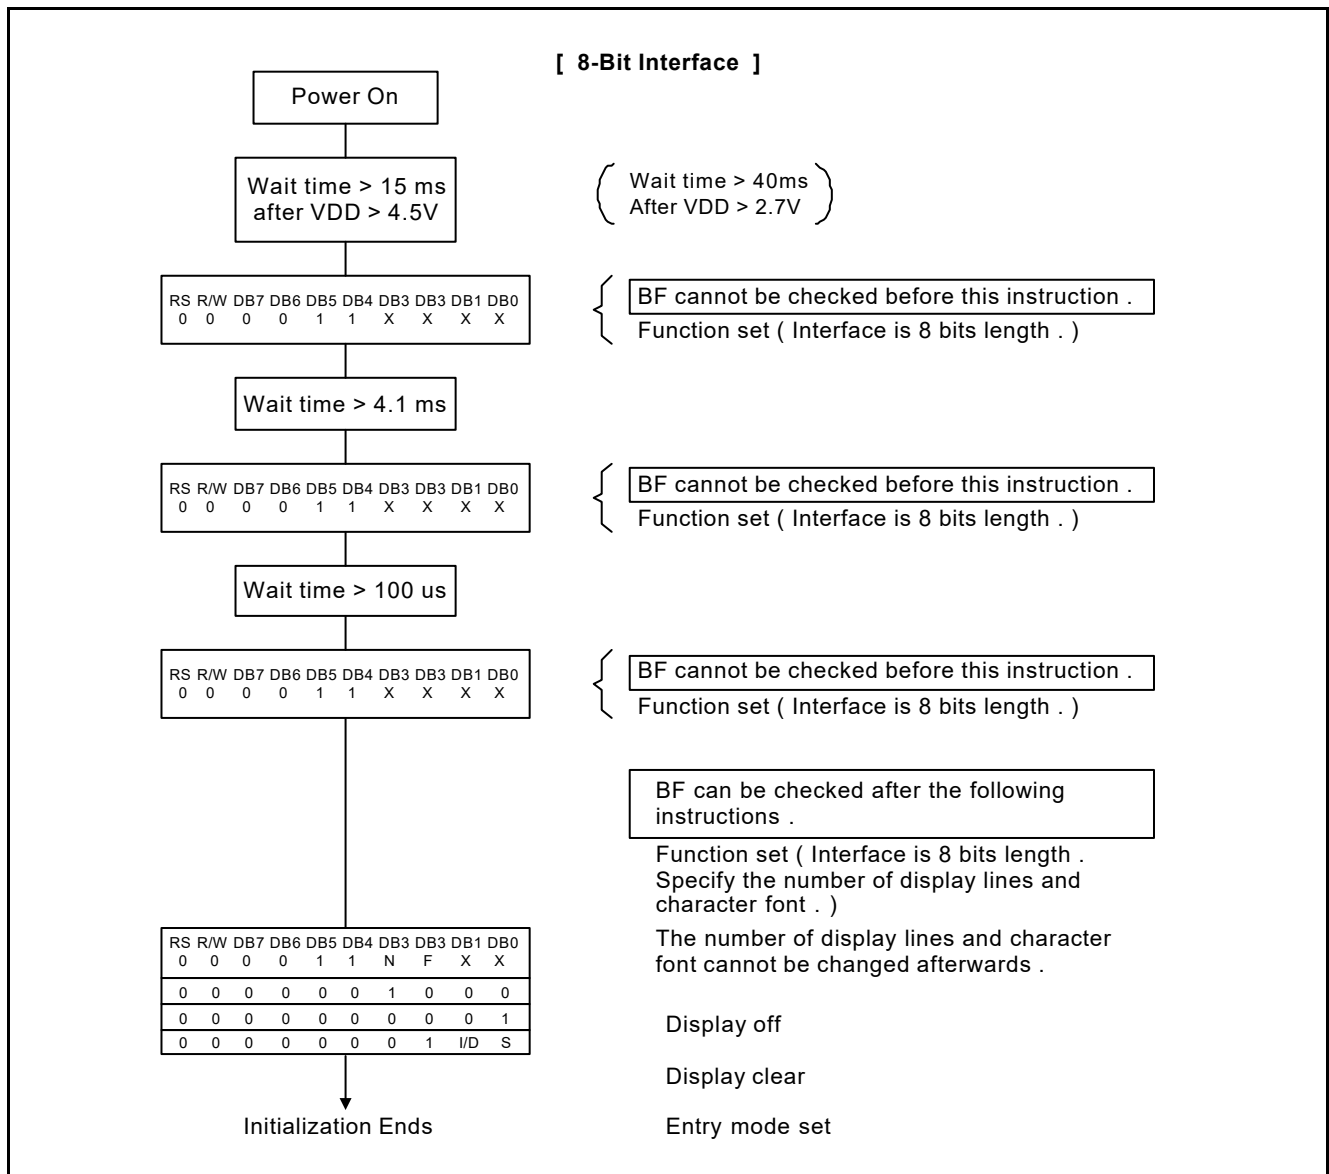 [ 8-Bit Interface ]
Power On
Wait time > 15 ms
after VDD > 4.5V
Wait time > 40ms
After VDD > 2.7V
RS R/W DB7 DB6 DB5 DB4 DB3 DB3 DB1 DB0
0 0 0 0 1 1 X X X X
BF cannot be checked before this instruction .
Function set ( Interface is 8 bits length . )
Wait time > 4.1 ms
RS R/W DB7 DB6 DB5 DB4 DB3 DB3 DB1 DB0
0 0 0 0 1 1 X X X X
BF cannot be checked before this instruction .
Function set ( Interface is 8 bits length . )
Wait time > 100 us
RS R/W DB7 DB6 DB5 DB4 DB3 DB3 DB1 DB0
0 0 0 0 1 1 X X X X
BF cannot be checked before this instruction .
Function set ( Interface is 8 bits length . )
BF can be checked after the following
instructions .
Function set ( Interface is 8 bits length .
Specify the number of display lines and
character font . )
The number of display lines and character
font cannot be changed afterwards .
RS R/W DB7 DB6 DB5 DB4 DB3 DB3 DB1 DB0
0 0 0 0 1 1 N F X X
0 0 0 0 0 0 1 0 0 0
0 0 0 0 0 0 0 0 0 1
0 0 0 0 0 0 0 1 I/D S
Display off
Display clear
Entry mode set
Initialization Ends